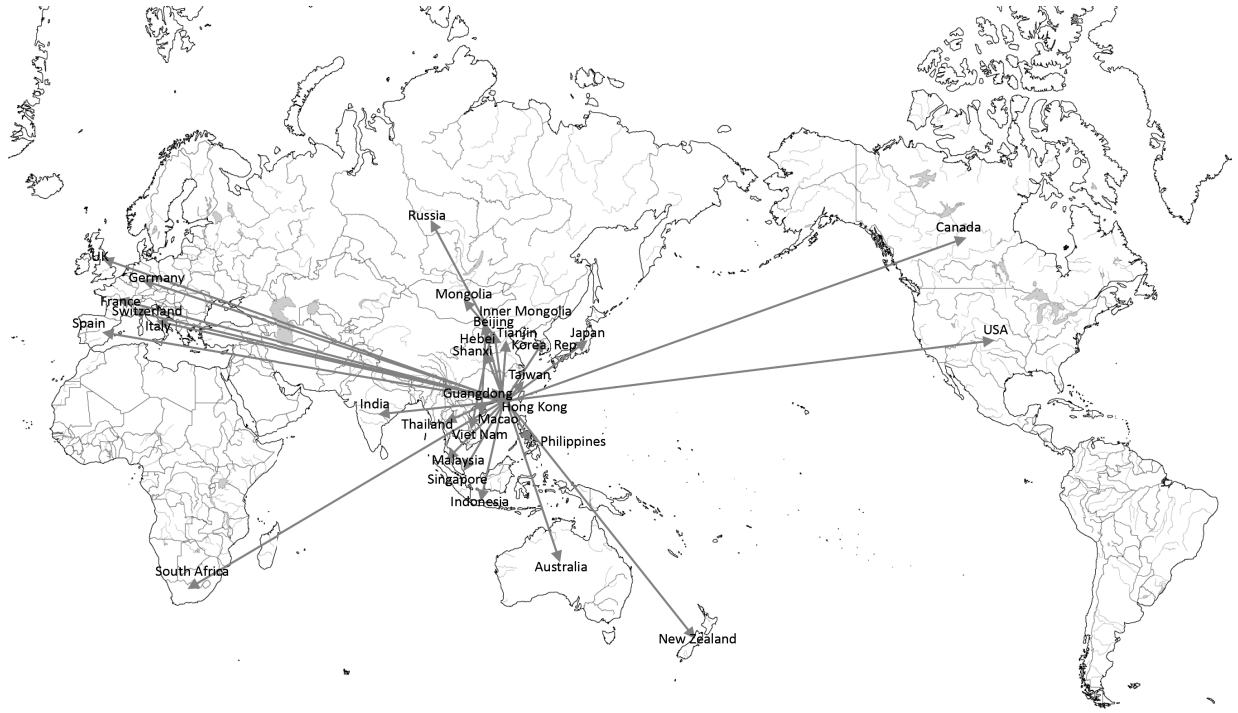 Russia
Canada
UK
Germany
Mongolia
France
Switzerland
Inner Mongolia
Spain
Italy
Beijing
Tianjin
Japan
USA
Hebei
Korea, Rep
Shanxi
Taiwan
Guangdong
India
Hong Kong
Macao
Thailand
Viet Nam
Philippines
Malaysia
Singapore
Indonesia
Australia
South Africa
New Zealand